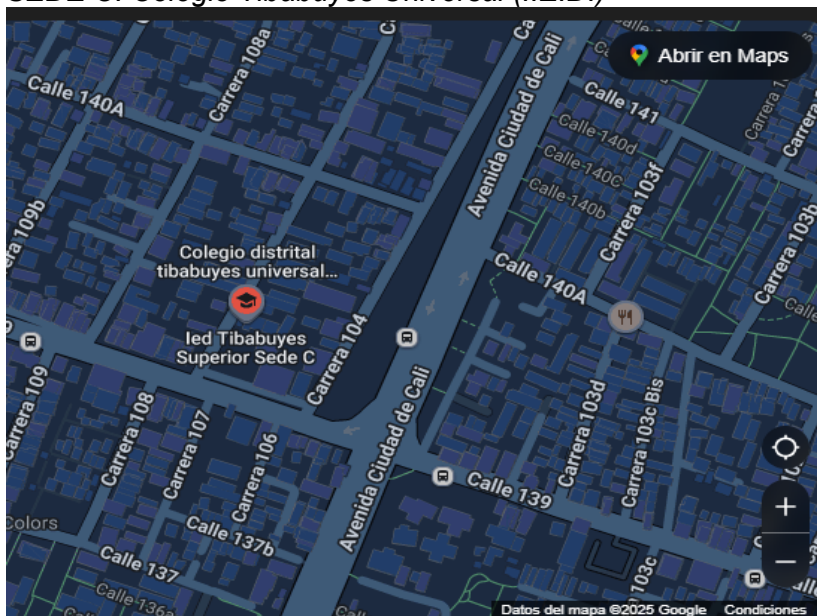 SEDE C: Colegio Tibabuyes Universal (I.E.D.)
Abrir en Maps
Carrera 108a
Calle 140A
Avenida Ciudad de Cali
Calle 141
Calle 140d
Calle 140C
Calle 140b
Carrera 103f
Carrera 103b
Carrera 109b
Colegio distrital
tibabuyes universal...
Ied Tibabuyes
Superior Sede C
Calle 140A
Carrera 104
Carrera 109
Carrera 108
Carrera 107
Carrera 106
Avenida Ciudad de Cali
Carrera 103d
Carrera 103c Bis
Calle 139
Colors
Calle 137b
Calle 137
Calle 136a
103c
Datos del mapa ©2025 Google
Condiciones